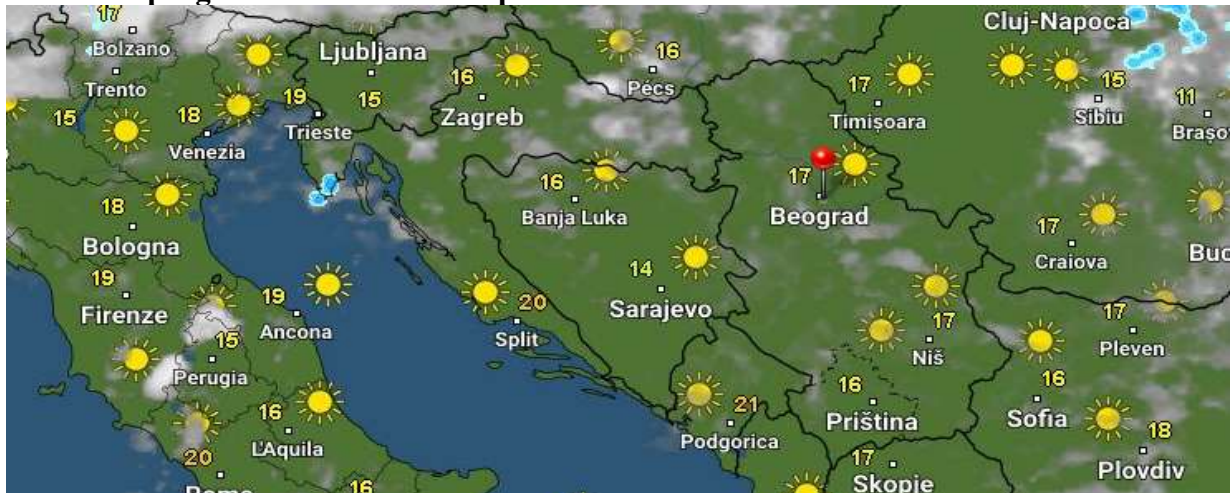 17
Bolzano
Trento
15
18
Venezia
19
Trieste
Ljubljana
15
16
Zagreb
16
Pécs
Cluj-Napoca
17
Timișoara
15
Sibiu
11
18
Bologna
16
Banja Luka
17
Beograd
17
Craiova
19
Firenze
19
Ancona
14
Sarajevo
20
Split
15
Perugia
17
Niš
17
Pleven
16
L'Aquila
20
21
Podgorica
16
Priština
16
Sofia
18
Plovdiv
16
17
Skopje